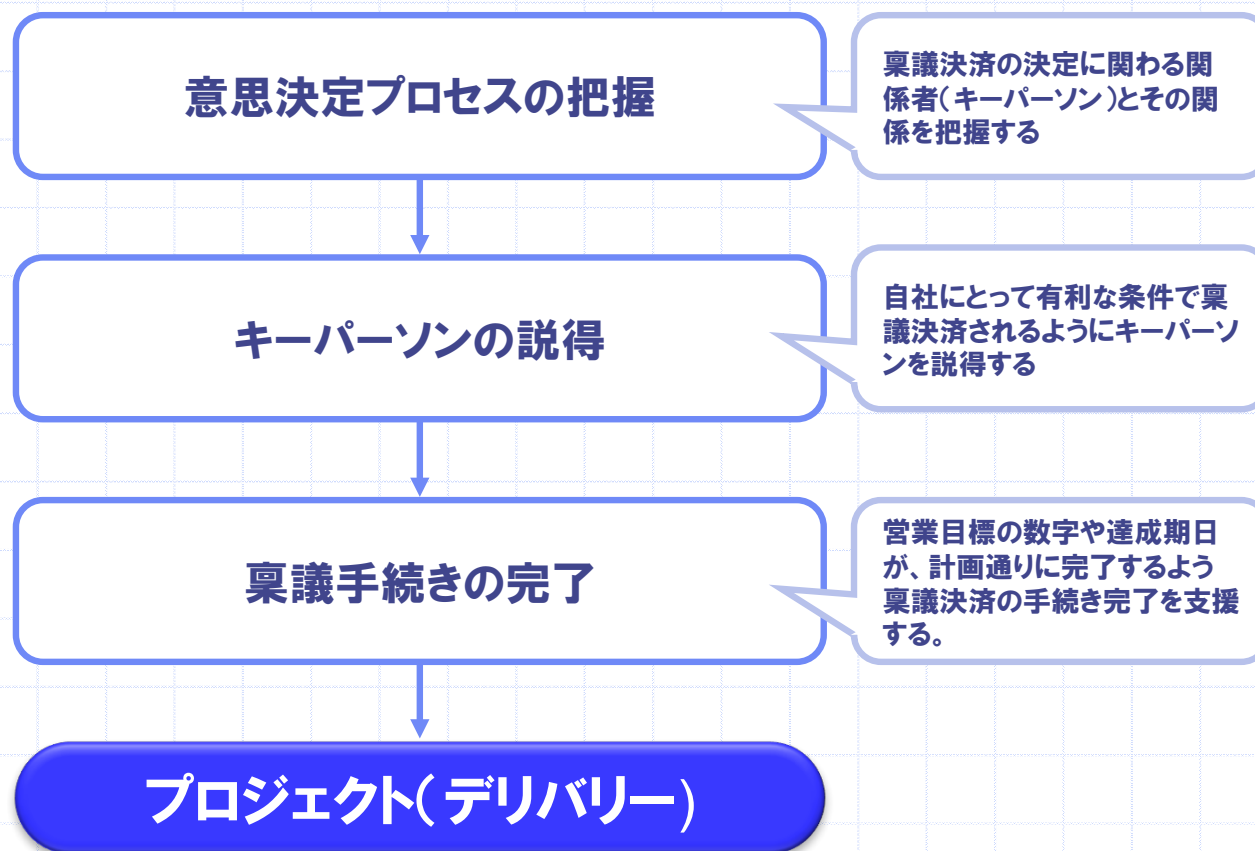 意思決定プロセスの把握
稟議決済の決定に関わる関
係者(キーパーソン)とその関
係を把握する
キーパーソンの説得
自社にとって有利な条件で稟
議決済されるようにキーパーソ
ンを説得する
稟議手続きの完了
営業目標の数字や達成期日
が、計画通りに完了するよう
稟議決済の手続き完了を支援
する。
プロジェクト(デリバリー)